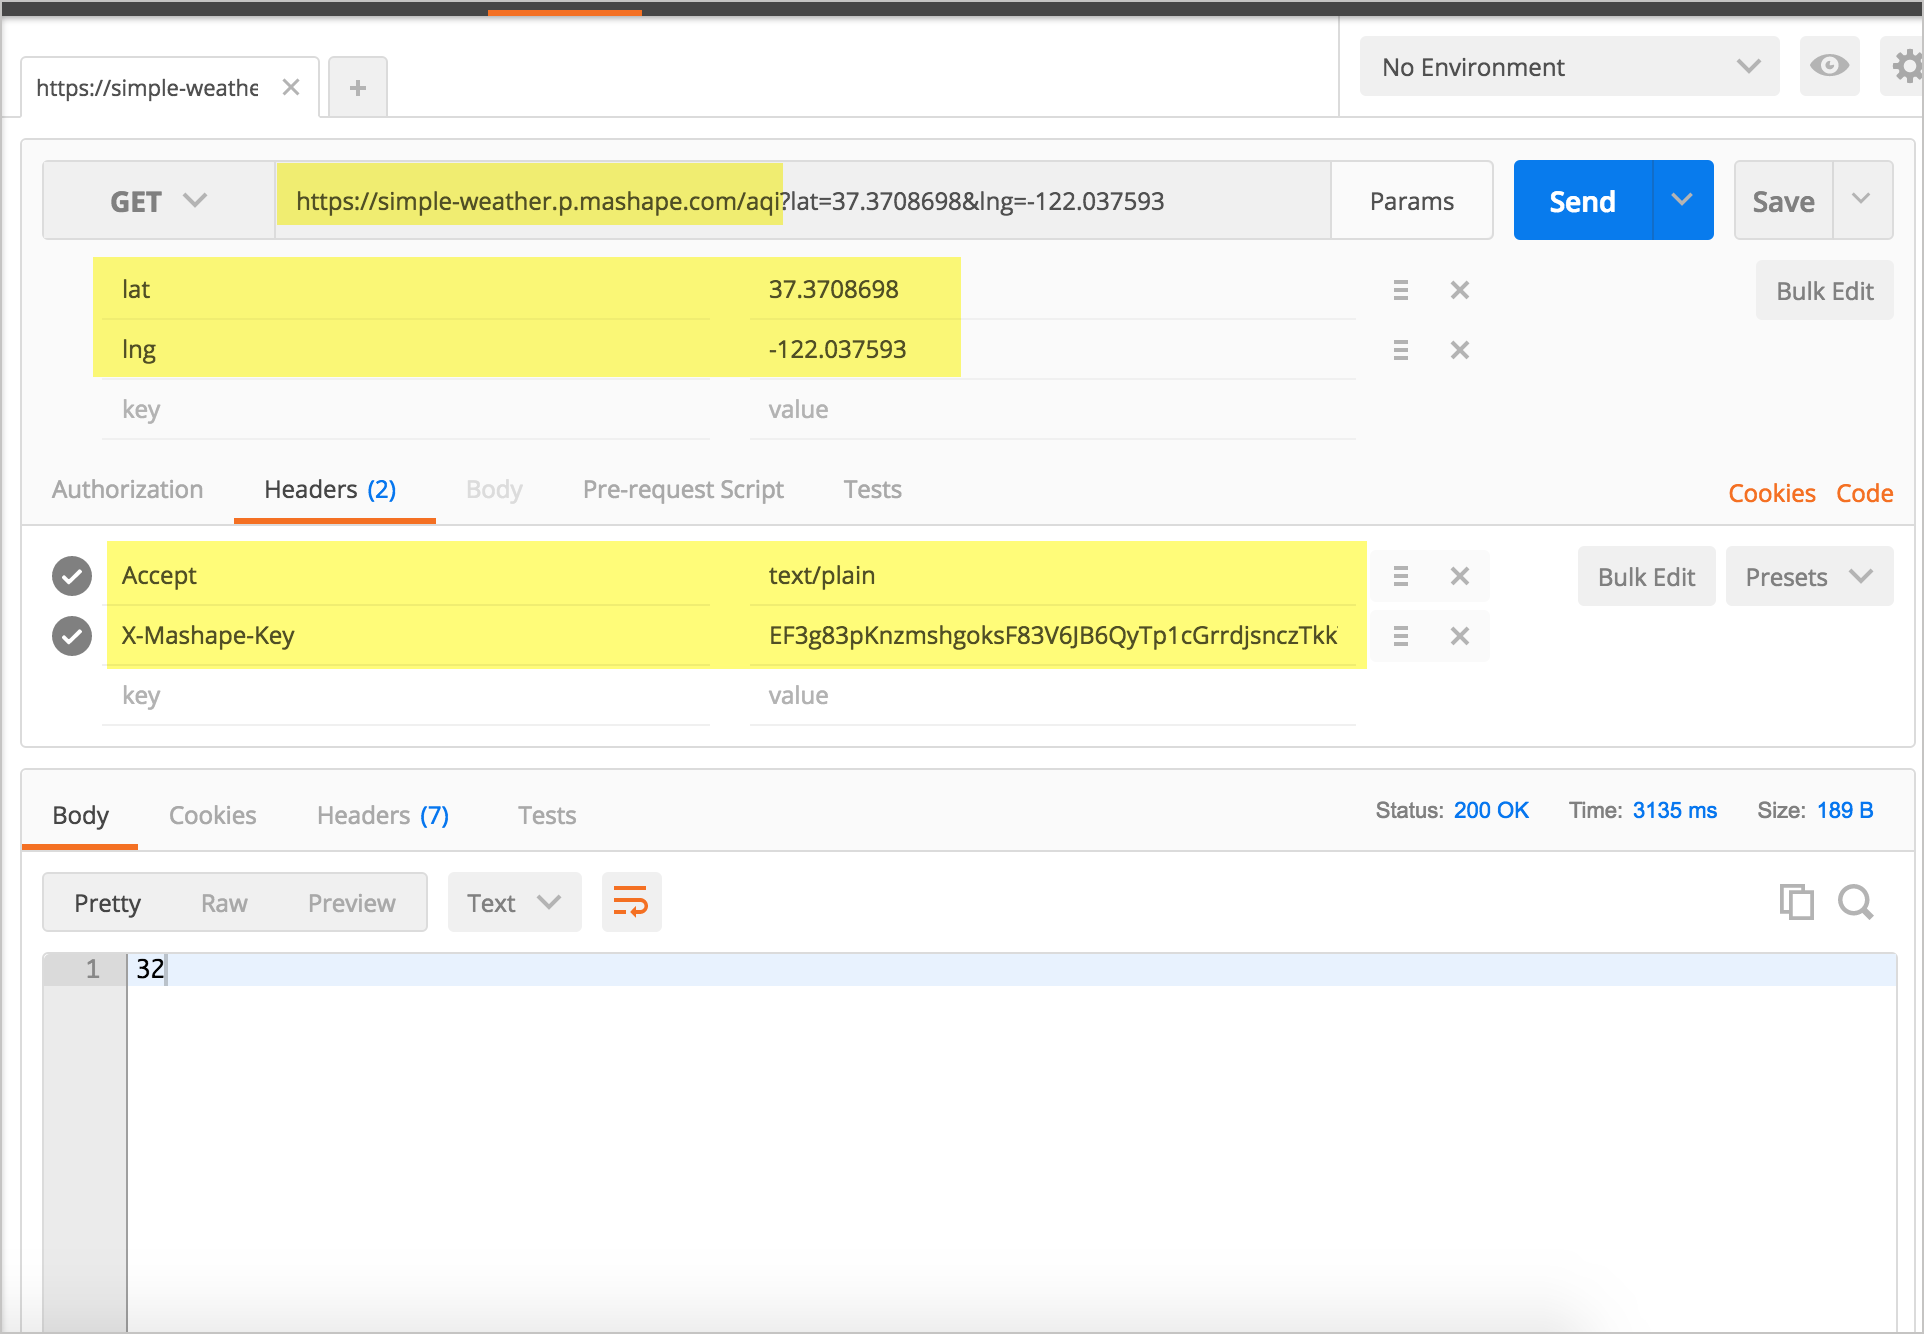 https://simple-weathe
No Environment
GET https://simple-weather.p.mashape.com/aqi?lat=37.3708698&lng=-122.037593 Params Send Save
lat 37.3708698 Bulk Edit
lng -122.037593
key value
Authorization Headers (2) Body Pre-request Script Tests Cookies Code
Accept text/plain Bulk Edit Presets
X-Mashape-Key EF3g83pKnzmshgoksF83V6JB6QyTp1cGrrdjsnczTkk
key value
Body Cookies Headers (7) Tests Status: 200 OK Time: 3135 ms Size: 189 B
Pretty Raw Preview Text
1 32